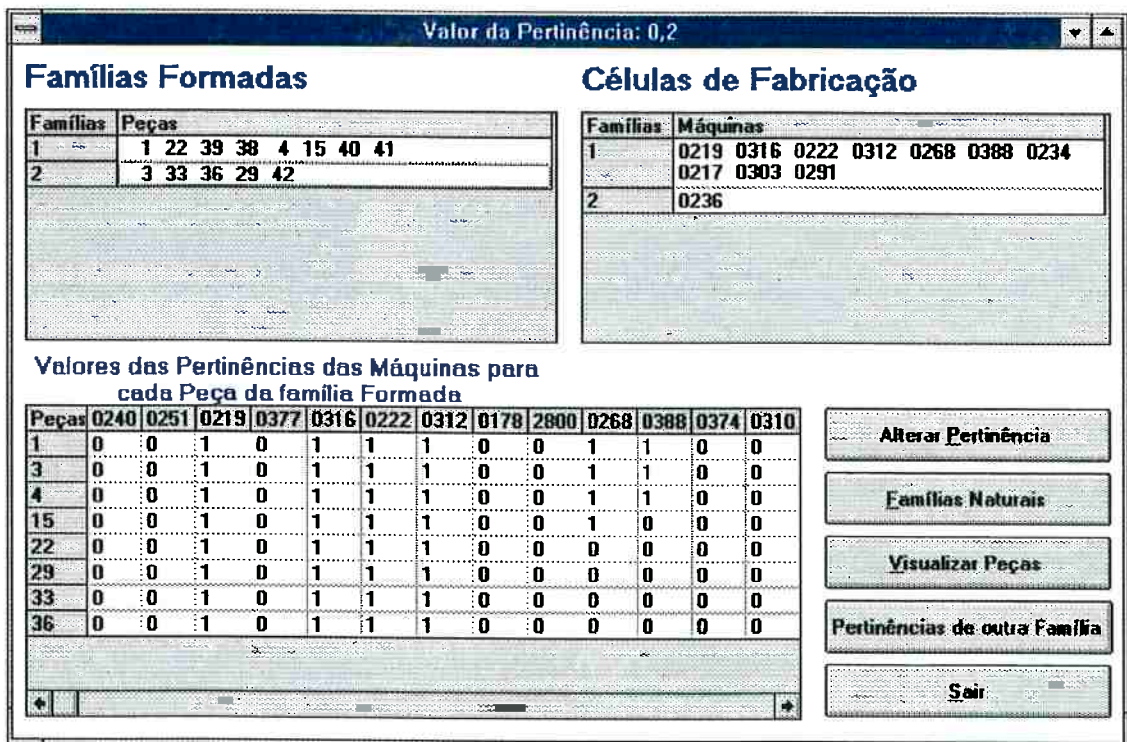 Valor da Pertinência: 0,2
Famílias Formadas
Famílias Peças
1 1 22 39 38 4 15 40 41
2 3 33 36 29 42
Células de Fabricação
Famílias Máquinas
1 0219 0316 0222 0312 0268 0388 0234
0217 0303 0291
2 0236
Valores das Pertinências das Máquinas para
cada Peça da família Formada
Peças 0240 0251 0219 0377 0316 0222 0312 0178 2800 0268 0388 0374 0310
1 0 0 1 0 1 1 1 0 0 1 1 0 0
3 0 0 1 0 1 1 1 0 0 1 1 0 0
4 0 0 1 0 1 1 1 0 0 1 1 0 0
15 0 0 1 0 1 1 1 0 0 1 0 0 0
22 0 0 1 0 1 1 1 0 0 0 0 0 0
29 0 0 1 0 1 1 1 0 0 0 0 0 0
33 0 0 1 0 1 1 1 0 0 0 0 0 0
36 0 0 1 0 1 1 1 0 0 0 0 0 0
Alterar Pertinência
Famílias Naturais
Visualizar Peças
Pertinências de outra Família
Sair